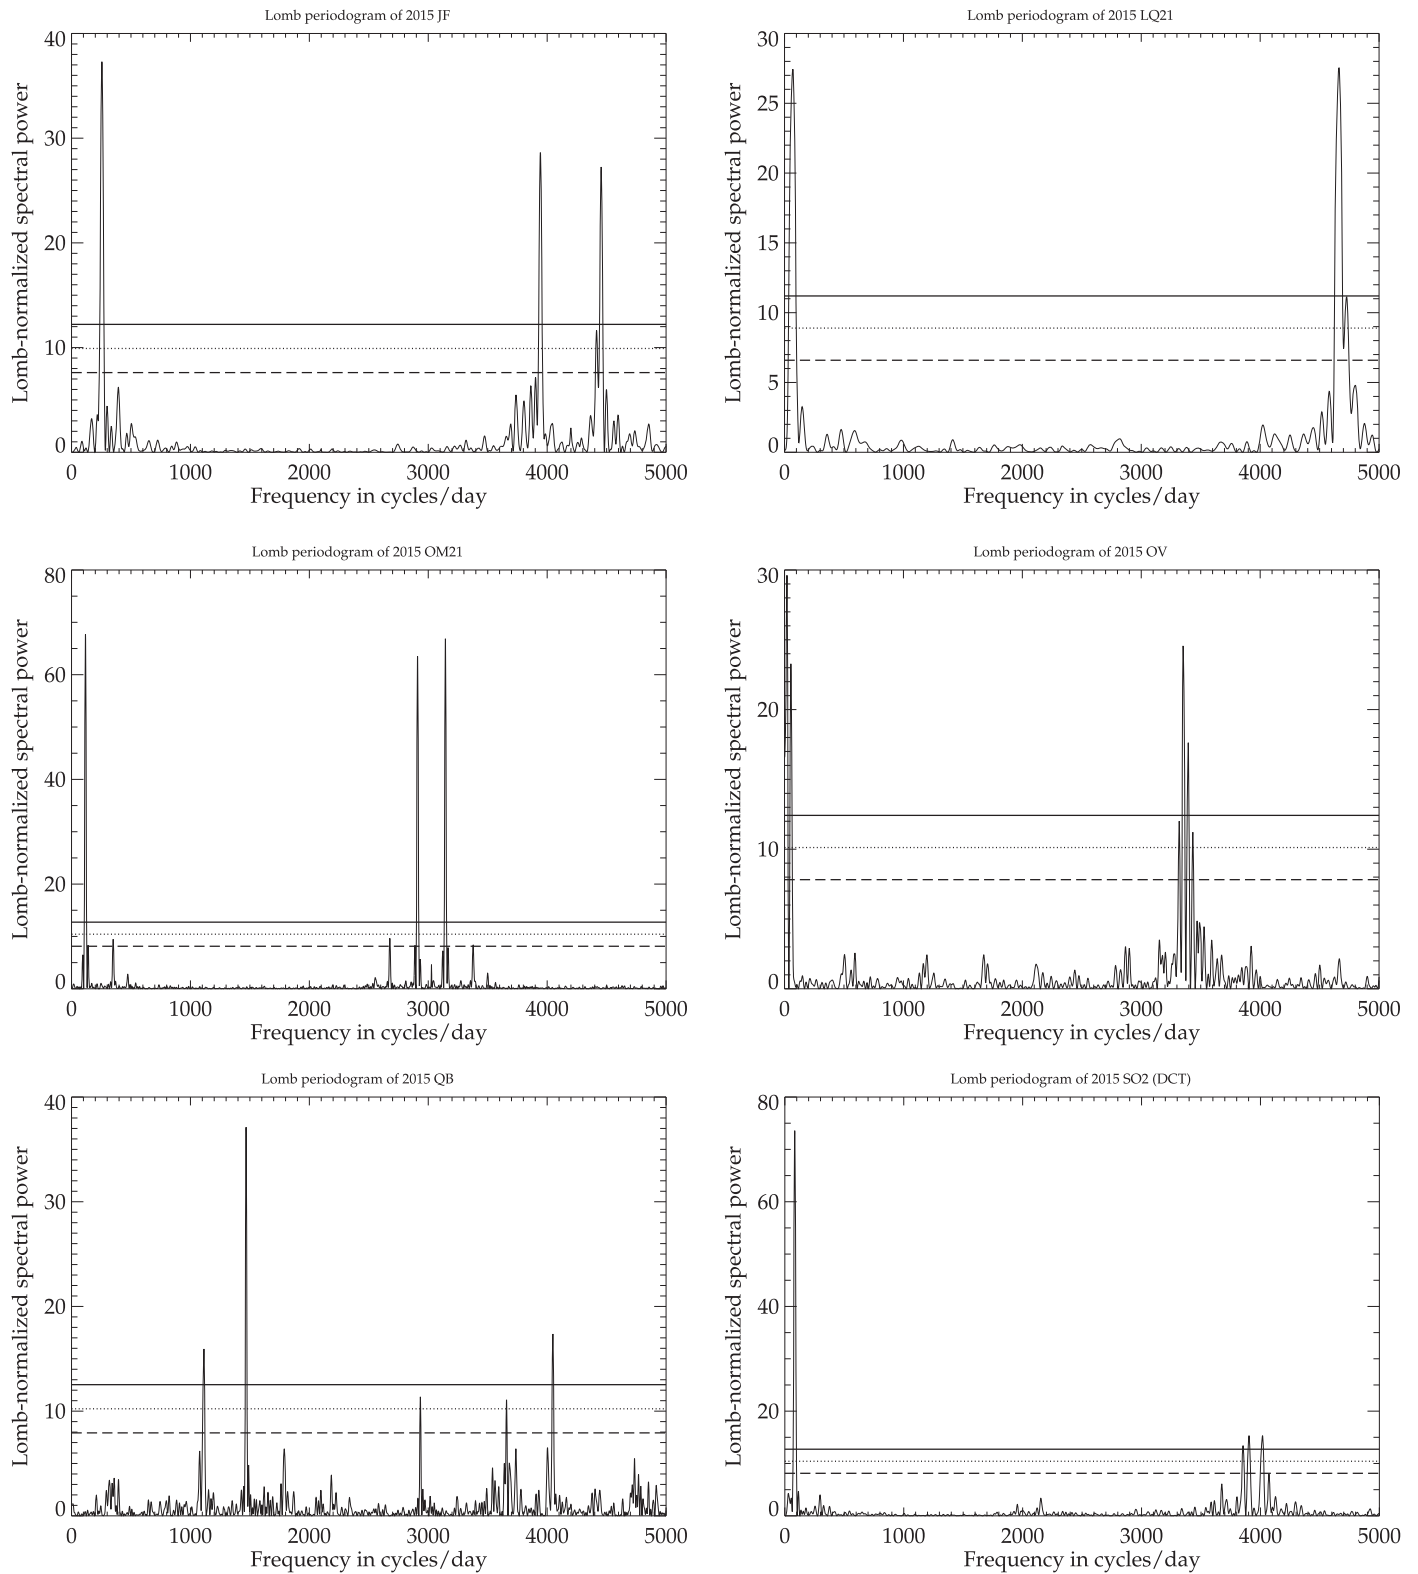 Lomb periodogram of 2015 JF
Lomb-normalized spectral power
40
30
20
10
0
0 1000 2000 3000 4000 5000
Frequency in cycles/day
Lomb periodogram of 2015 LQ21
Lomb-normalized spectral power
30
25
20
15
10
5
0
0 1000 2000 3000 4000 5000
Frequency in cycles/day
Lomb periodogram of 2015 OM21
Lomb-normalized spectral power
80
60
40
20
0
0 1000 2000 3000 4000 5000
Frequency in cycles/day
Lomb periodogram of 2015 OV
Lomb-normalized spectral power
30
20
10
0
0 1000 2000 3000 4000 5000
Frequency in cycles/day
Lomb periodogram of 2015 QB
Lomb-normalized spectral power
40
30
20
10
0
0 1000 2000 3000 4000 5000
Frequency in cycles/day
Lomb periodogram of 2015 SO2 (DCT)
Lomb-normalized spectral power
80
60
40
20
0
0 1000 2000 3000 4000 5000
Frequency in cycles/day